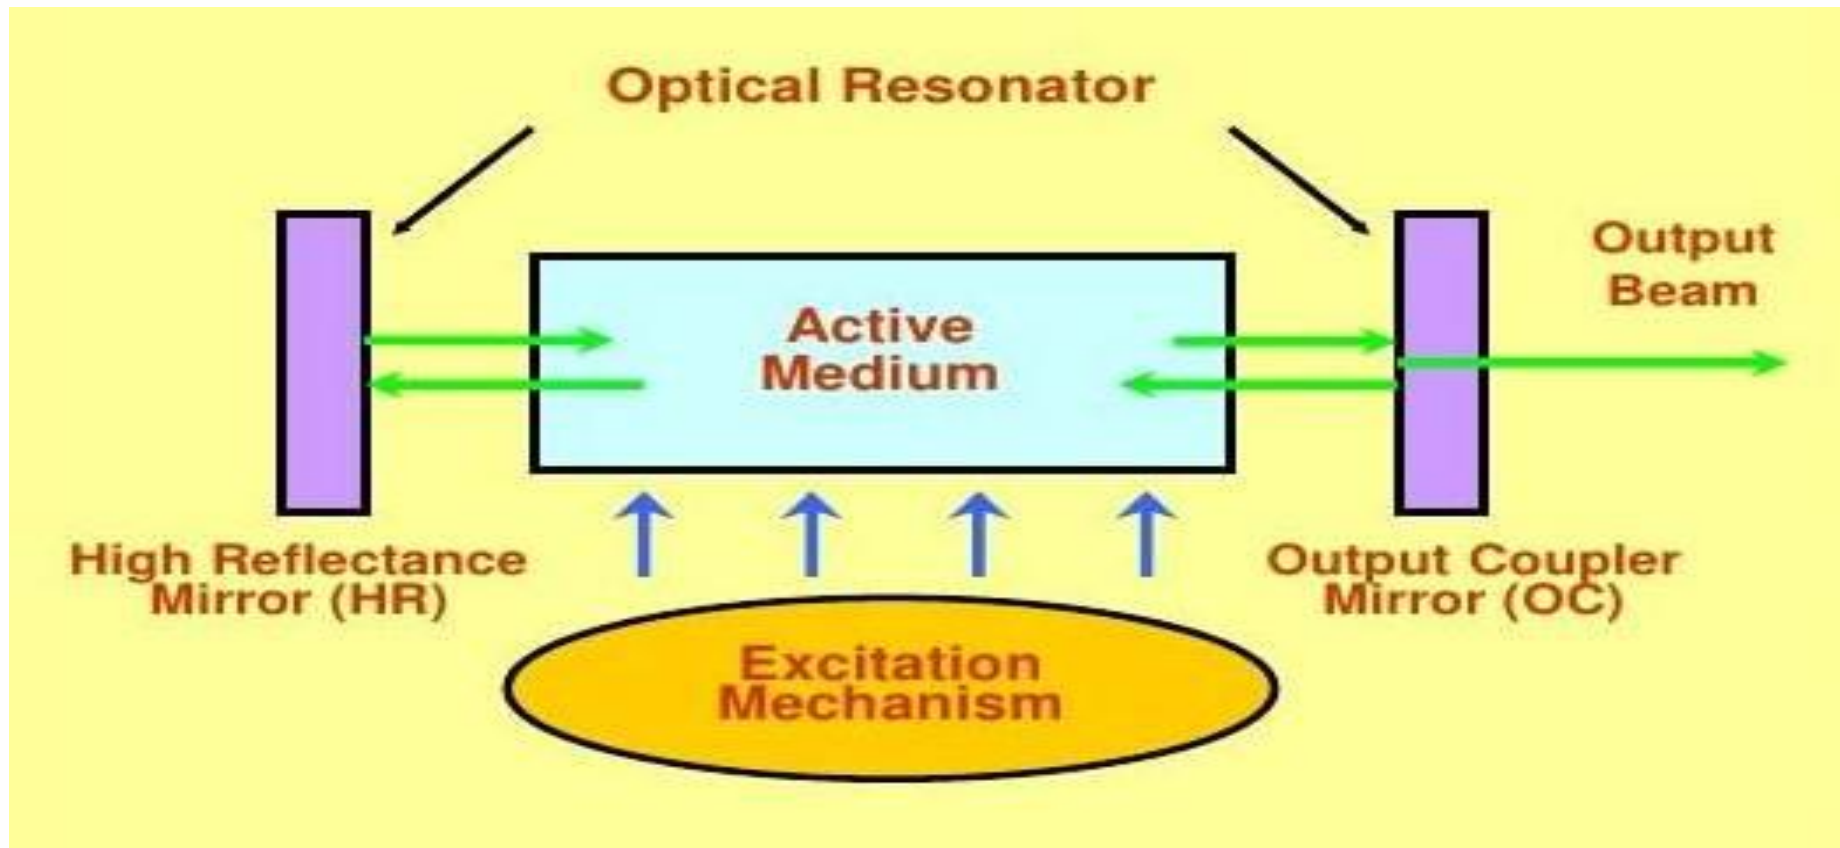 Optical Resonator
Output
Beam
Active
Medium
High Reflectance
Mirror (HR)
Output Coupler
Mirror (OC)
Excitation
Mechanism